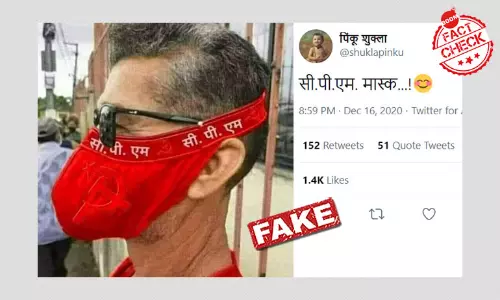 BOOM
FACT
CHECK
पिंकू शुक्ला
@shuklapinku
सी.पी.एम. मास्क...!😊
8:59 PM · Dec 16, 2020 · Twitter for
152 Retweets 51 Quote Tweets
1.4K Likes
सी. पी. एम
सी. पी. एम
FAKE